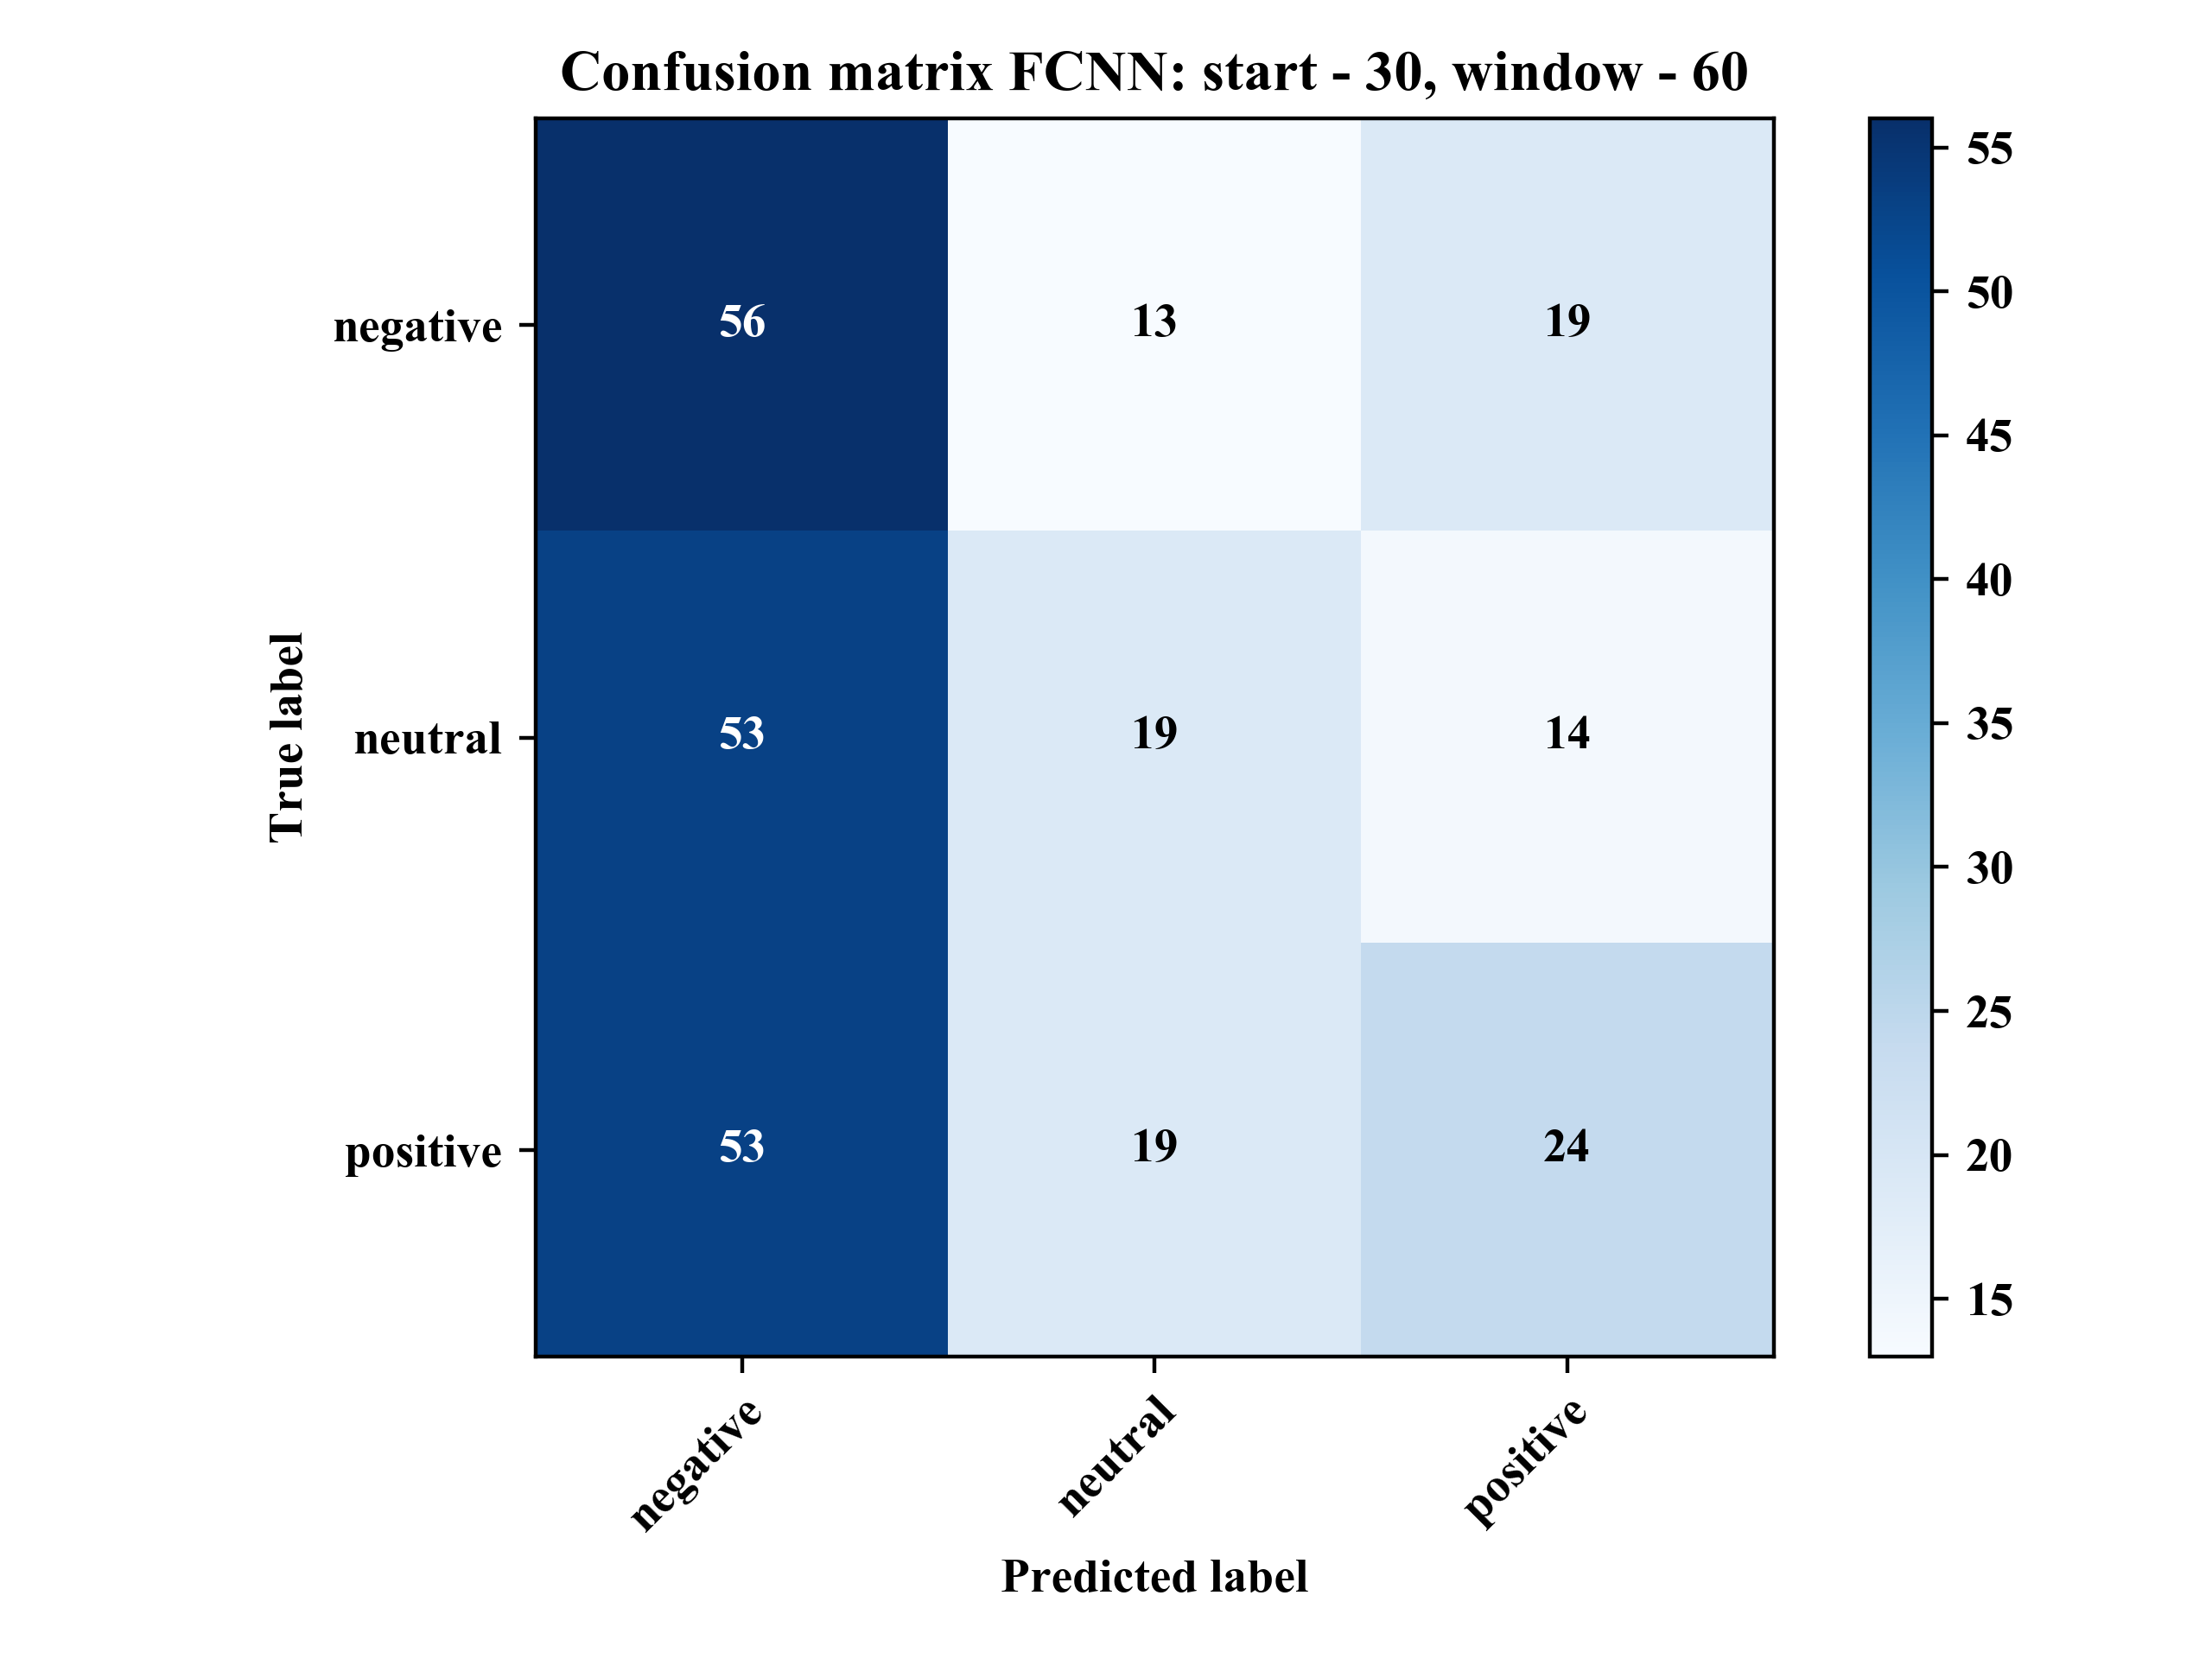 Confusion matrix FCNN: start - 30, window - 60
True label
negative
neutral
positive
56 13 19
53 19 14
53 19 24
negative neutral positive
Predicted label
55
50
45
40
35
30
25
20
15